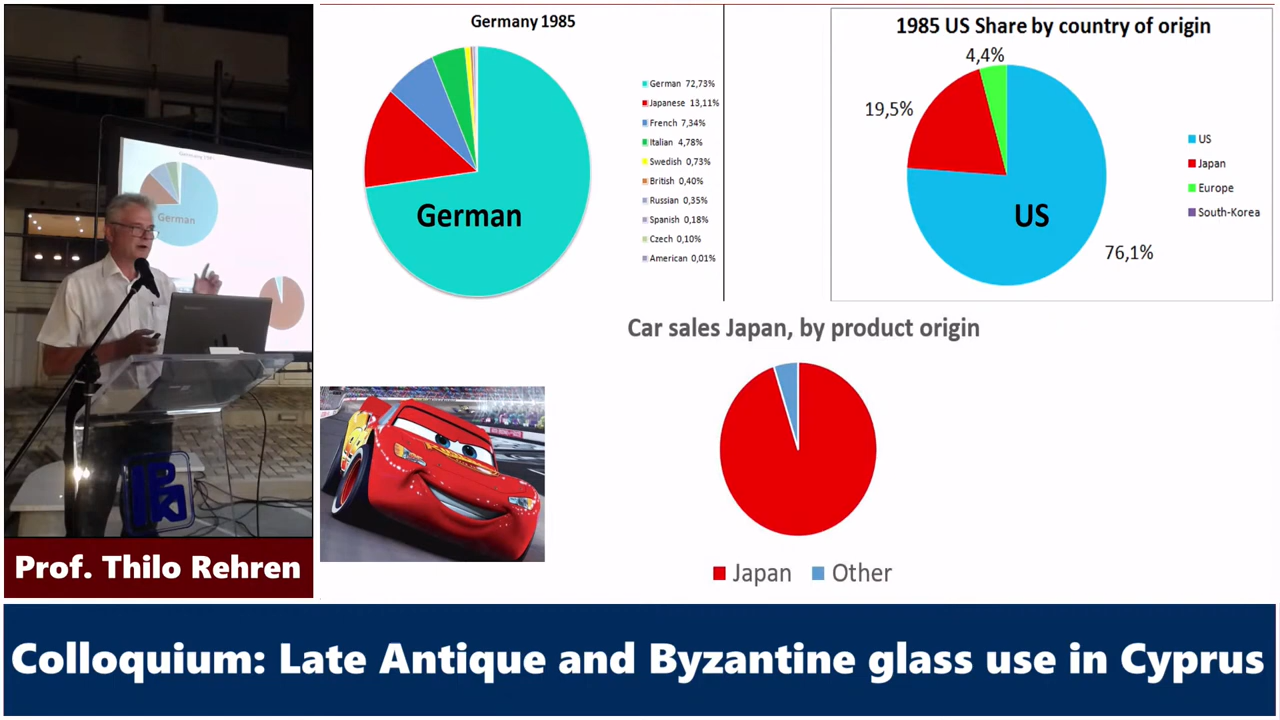 Germany 1985
German 72,73%
Japanese 13,11%
French 7,34%
Italian 4,78%
Swedish 0,73%
British 0,40%
Russian 0,35%
Spanish 0,18%
Czech 0,10%
American 0,01%
German
1985 US Share by country of origin
4,4%
19,5%
76,1%
US
US
Japan
Europe
South-Korea
Car sales Japan, by product origin
Japan
Other
German
Prof. Thilo Rehren
Colloquium: Late Antique and Byzantine glass use in Cyprus